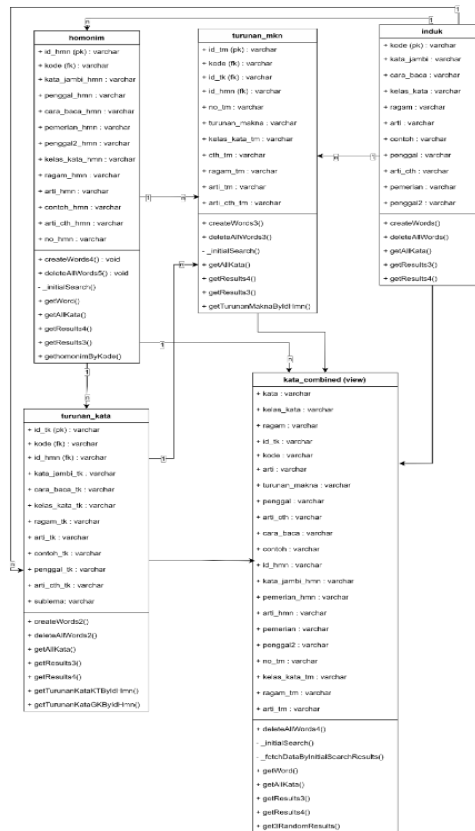 homonim
+ id_hmn (pk) : varchar
+ kode (fk) : varchar
+ kata_jambi_hmn : varchar
+ penggal_hmn : varchar
+ cara_baca_hmn : varchar
+ pemerian_hmn : varchar
+ penggal2_hmn : varchar
+ kelas_kata_hmn : varchar
+ ragam_hmn : varchar
+ arti_hmn : varchar
+ contoh_hmn : varchar
+ arti_cth_hmn : varchar
+ no_hmn : varchar
+ createWords4() : void
+ deleteAllWords5() : void
- _initialSearch()
+ getWord()
+ getAllKata()
+ getResults4()
+ getResults3()
+ gethomonimByKode()
turunan_mkn
+ id_tm (pk) : varchar
+ kode (fk) : varchar
+ id_tk (fk) : varchar
+ id_hmn (fk) : varchar
+ no_tm : varchar
+ turunan_makna : varchar
+ kelas_kata_tm : varchar
+ cth_tm : varchar
+ ragam_tm : varchar
+ arti_tm : varchar
+ arti_cth_tm : varchar
+ createWords3()
+ deleteAllWords3()
- _initialSearch()
+ getAllKata()
+ getResults4()
+ getResults3()
+ getTurunanMaknaByIdHmn()
induk
+ kode (pk) : varchar
+ kata_jambi : varchar
+ cara_baca : varchar
+ kelas_kata : varchar
+ ragam : varchar
+ arti : varchar
+ contoh : varchar
+ penggal : varchar
+ arti_cth : varchar
+ pemerian : varchar
+ penggal2 : varchar
+ createWords()
+ deleteAllWords()
+ getAllKata()
+ getResults3()
+ getResults4()
turunan_kata
+ id_tk (pk) : varchar
+ kode (fk) : varchar
+ id_hmn (fk) : varchar
+ kata_jambi_tk : varchar
+ cara_baca_tk : varchar
+ kelas_kata_tk : varchar
+ ragam_tk : varchar
+ arti_tk : varchar
+ contoh_tk : varchar
+ penggal_tk : varchar
+ arti_cth_tk : varchar
+ sublema: varchar
+ createWords2()
+ deleteAllWords2()
+ getAllKata()
+ getResults3()
+ getResults4()
+ getTurunanKataKTByIdHmn()
+ getTurunanKataGKByIdHmn()
kata_combined (view)
+ kata : varchar
+ kelas_kata : varchar
+ ragam : varchar
+ id_tk : varchar
+ kode : varchar
+ arti : varchar
+ turunan_makna : varchar
+ penggal : varchar
+ arti_cth : varchar
+ cara_baca : varchar
+ contoh : varchar
+ id_hmn : varchar
+ kata_jambi_hmn : varchar
+ pemerian_hmn : varchar
+ arti_hmn : varchar
+ pemerian : varchar
+ penggal2 : varchar
+ no_tm : varchar
+ kelas_kata_tm : varchar
+ ragam_tm : varchar
+ arti_tm : varchar
+ deleteAllWords4()
- _initialSearch()
- _fetchDataByInitialSearchResults()
+ getWord()
+ getAllKata()
+ getResults3()
+ getResults4()
+ get3RandomResults()